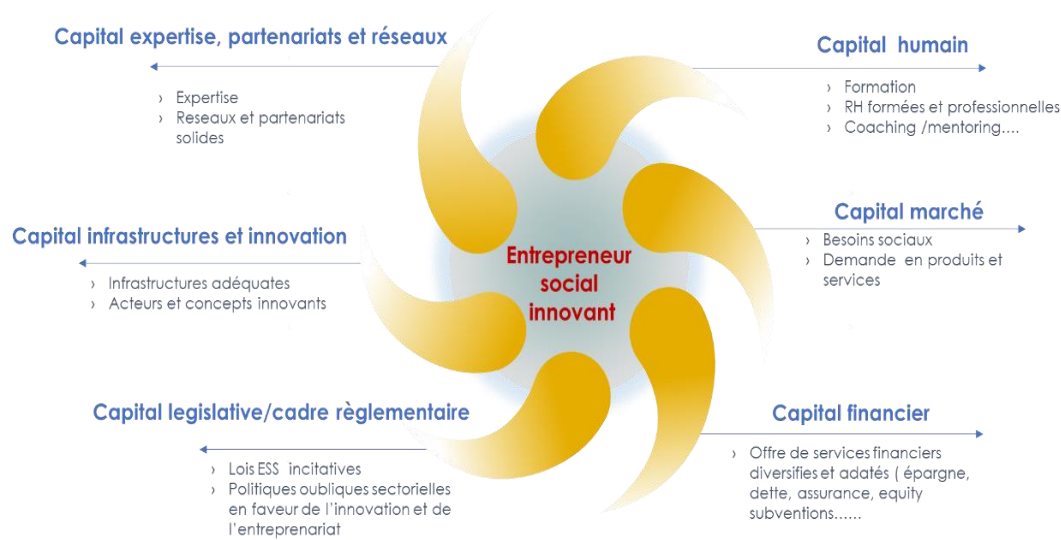 Capital expertise, partenariats et réseaux
› Expertise
› Reseaux et partenariats
solides
Capital humain
› Formation
› RH formées et professionnelles
› Coaching /mentoring....
Capital infrastructures et innovation
› Infrastructures adéquates
› Acteurs et concepts innovants
Entrepreneur
social
innovant
Capital marché
› Besoins sociaux
› Demande en produits et
services
Capital legislative/cadre règlementaire
› Lois ESS incitatives
› Politiques oubliques sectorielles
en faveur de l’innovation et de
l’entreprenariat
Capital financier
› Offre de services financiers
diversifies et adatés ( épargne,
dette, assurance, equity
subventions......